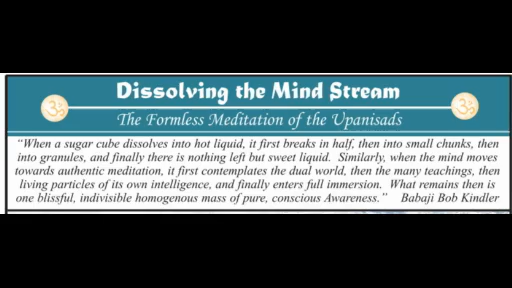 Dissolving the Mind Stream
The Formless Meditation of the Upanisads
ॐ
ॐ
“When a sugar cube dissolves into hot liquid, it first breaks in half, then into small chunks, then
into granules, and finally there is nothing left but sweet liquid. Similarly, when the mind moves
towards authentic meditation, it first contemplates the dual world, then the many teachings, then
living particles of its own intelligence, and finally enters full immersion. What remains then is
one blissful, indivisible homogenous mass of pure, conscious Awareness.” Babaji Bob Kindler